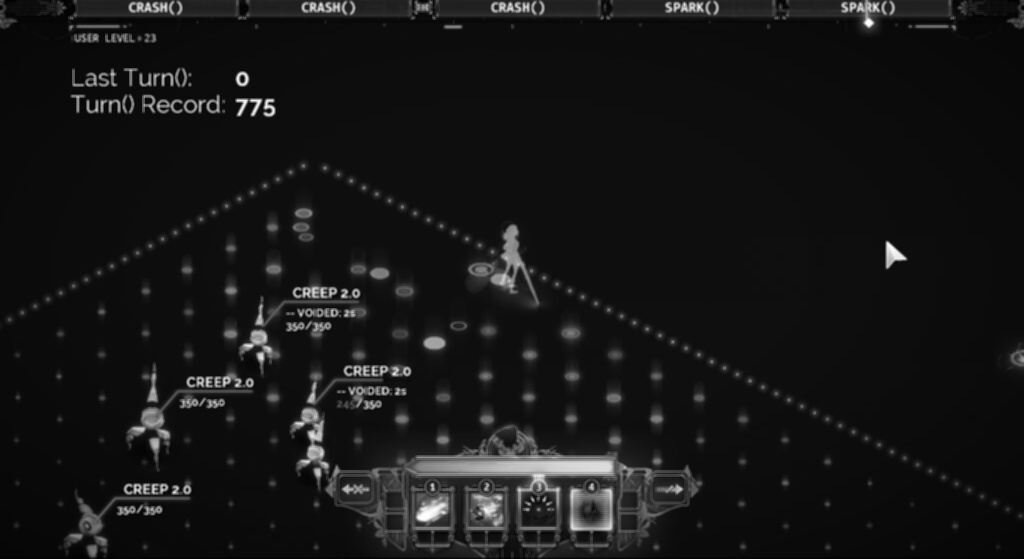 CRASH() CRASH() CRASH() SPARK() SPARK()
USER LEVEL - 23
Last Turn(): 0
Turn() Record: 775
CREEP 2.0
-- VOIDED: 2s
350/350
CREEP 2.0
-- VOIDED: 2s
245/350
CREEP 2.0
350/350
CREEP 2.0
350/350
1 2 3 4